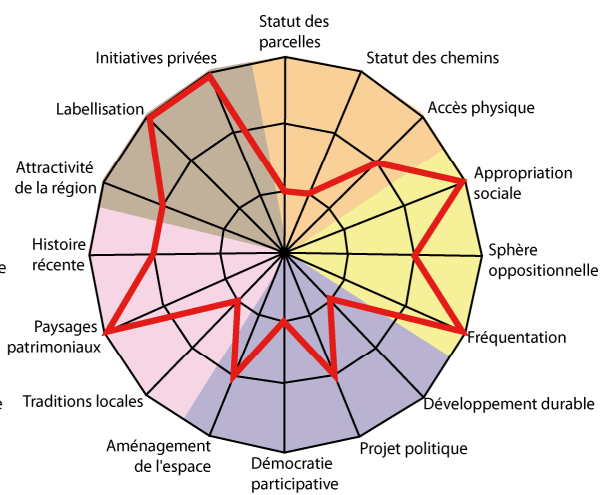 Statut des
parcelles
Statut des chemins
Accès physique
Appropriation
sociale
Sphère
oppositionnelle
Fréquentation
Développement durable
Projet politique
Démocratie
participative
Aménagement
de l'espace
Traditions locales
Paysages
patrimoniaux
Histoire
récente
Attractivité
de la région
Labellisation
Initiatives privées
e
e